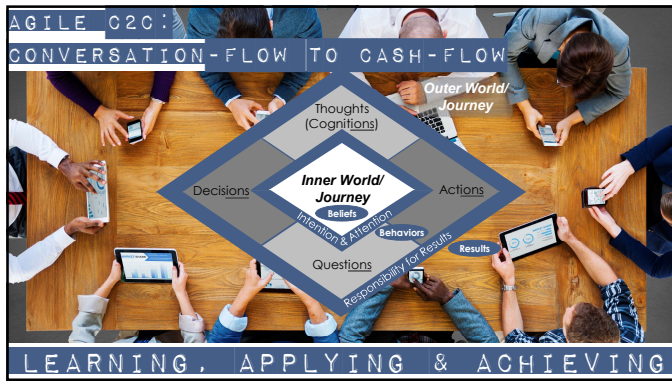 AGILE C2C:
CONVERSATION-FLOW TO CASH-FLOW
Outer World/
Journey
Thoughts
(Cognitions)
Decisions
Inner World/
Journey
Actions
Beliefs
Intention & Attention
Behaviors
Results
Questions
Responsibility for Results
LEARNING, APPLYING & ACHIEVING